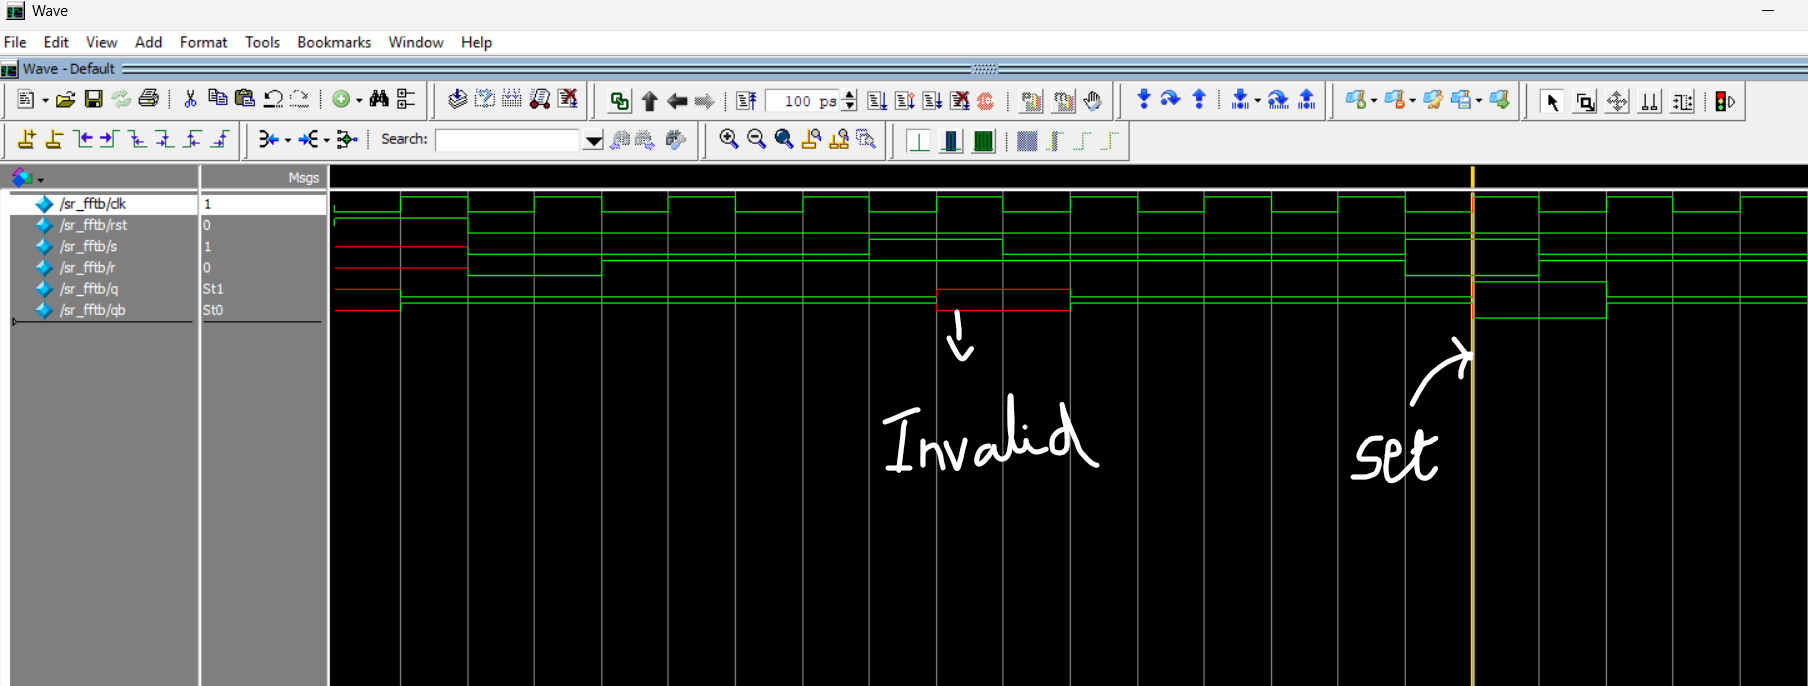 Wave
File Edit View Add Format Tools Bookmarks Window Help
Wave - Default
100 ps
Search:
Msgs
/sr_fftb/clk 1
/sr_fftb/rst 0
/sr_fftb/s 1
/sr_fftb/r 0
/sr_fftb/q St1
/sr_fftb/qb St0
Invalid
set